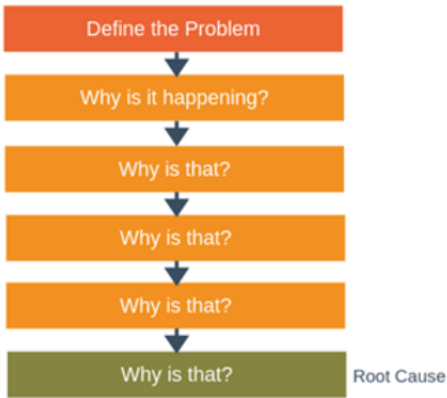 Define the Problem
Why is it happening?
Why is that?
Why is that?
Why is that?
Why is that?
Root Cause